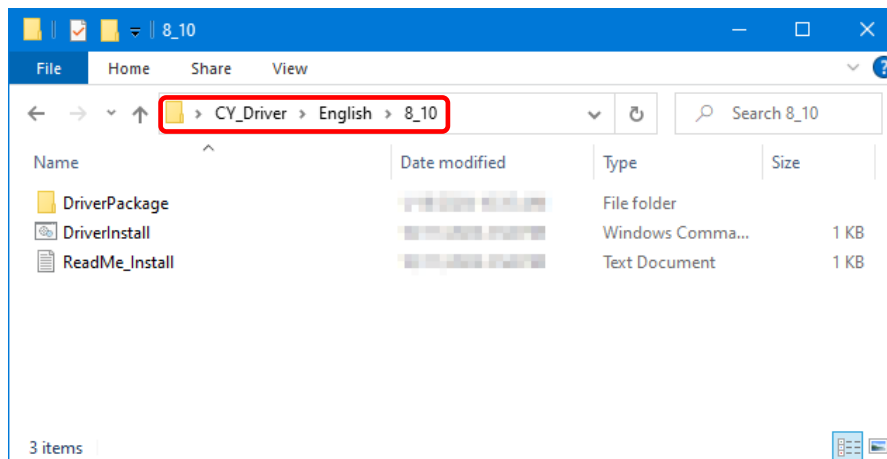 8_10
File Home Share View
CY_Driver English 8_10 Search 8_10
Name Date modified Type Size
DriverPackage File folder
DriverInstall Windows Comma... 1 KB
ReadMe_Install Text Document 1 KB
3 items